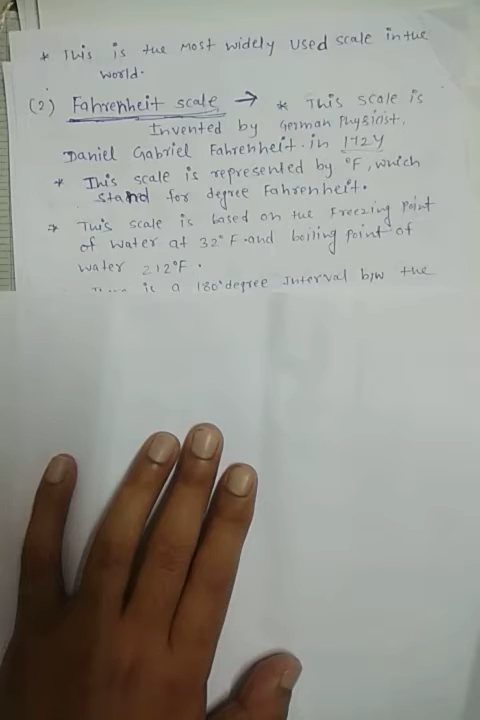 * This is the most widely used scale in the
world.
(2) Fahrenheit scale → * This scale is
Invented by German Physicist,
Daniel Gabriel Fahrenheit. in 1724
* This scale is represented by °F, which
stand for degree Fahrenheit.
* This scale is based on the Freezing Point
of water at 32°F and boiling point of
water 212°F.
is a 180° degree Interval b/w the